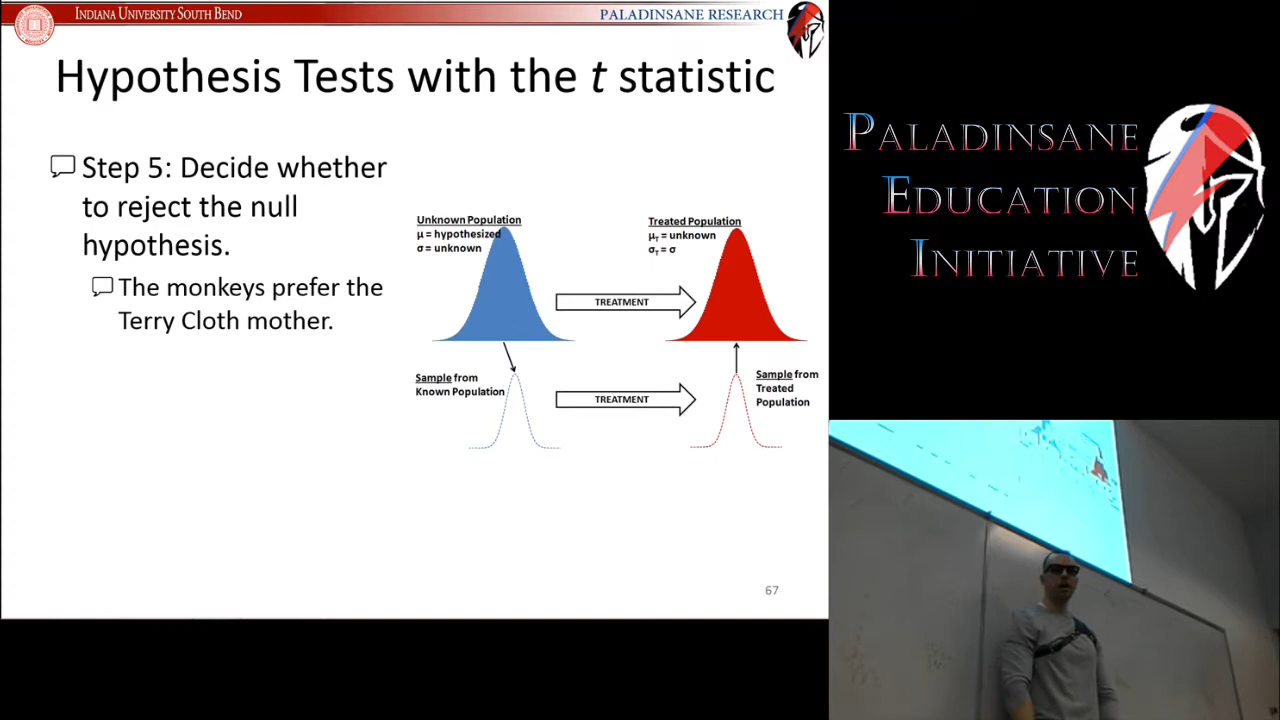 INDIANA UNIVERSITY SOUTH BEND
PALADINSANE RESEARCH
Hypothesis Tests with the t statistic
Step 5: Decide whether
to reject the null
hypothesis.
The monkeys prefer the
Terry Cloth mother.
Unknown Population
μ = hypothesized
σ = unknown
TREATMENT
Treated Population
μT = unknown
σT = σ
Sample from
Known Population
TREATMENT
Sample from
Treated
Population
67
PALADINSANE
EDUCATION
INITIATIVE